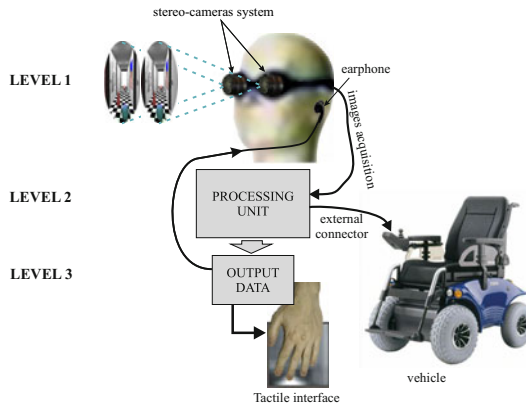 stereo-cameras system
LEVEL 1
earphone
images acquisition
LEVEL 2
PROCESSING
UNIT
external
connector
LEVEL 3
OUTPUT
DATA
vehicle
Tactile interface